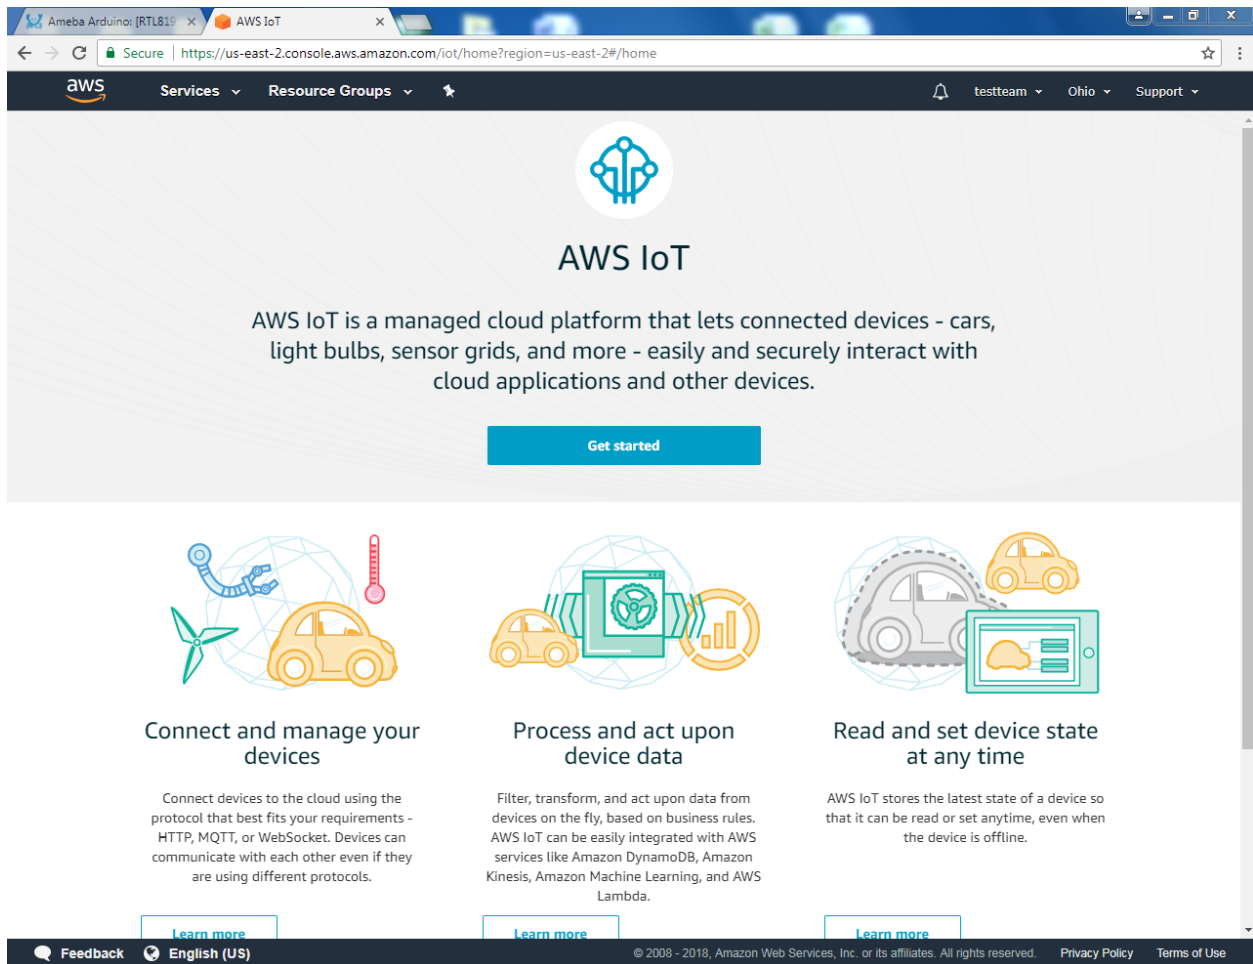 Ameba Arduino: [RTL819
AWS IoT
Secure | https://us-east-2.console.aws.amazon.com/iot/home?region=us-east-2#/home
aws Services Resource Groups testteam Ohio Support
AWS IoT
AWS IoT is a managed cloud platform that lets connected devices - cars,
light bulbs, sensor grids, and more - easily and securely interact with
cloud applications and other devices.
Get started
Connect and manage your
devices
Connect devices to the cloud using the
protocol that best fits your requirements -
HTTP, MQTT, or WebSocket. Devices can
communicate with each other even if they
are using different protocols.
Learn more
Process and act upon
device data
Filter, transform, and act upon data from
devices on the fly, based on business rules.
AWS IoT can be easily integrated with AWS
services like Amazon DynamoDB, Amazon
Kinesis, Amazon Machine Learning, and AWS
Lambda.
Learn more
Read and set device state
at any time
AWS IoT stores the latest state of a device so
that it can be read or set anytime, even when
the device is offline.
Learn more
Feedback English (US) © 2008 - 2018, Amazon Web Services, Inc. or its affiliates. All rights reserved. Privacy Policy Terms of Use